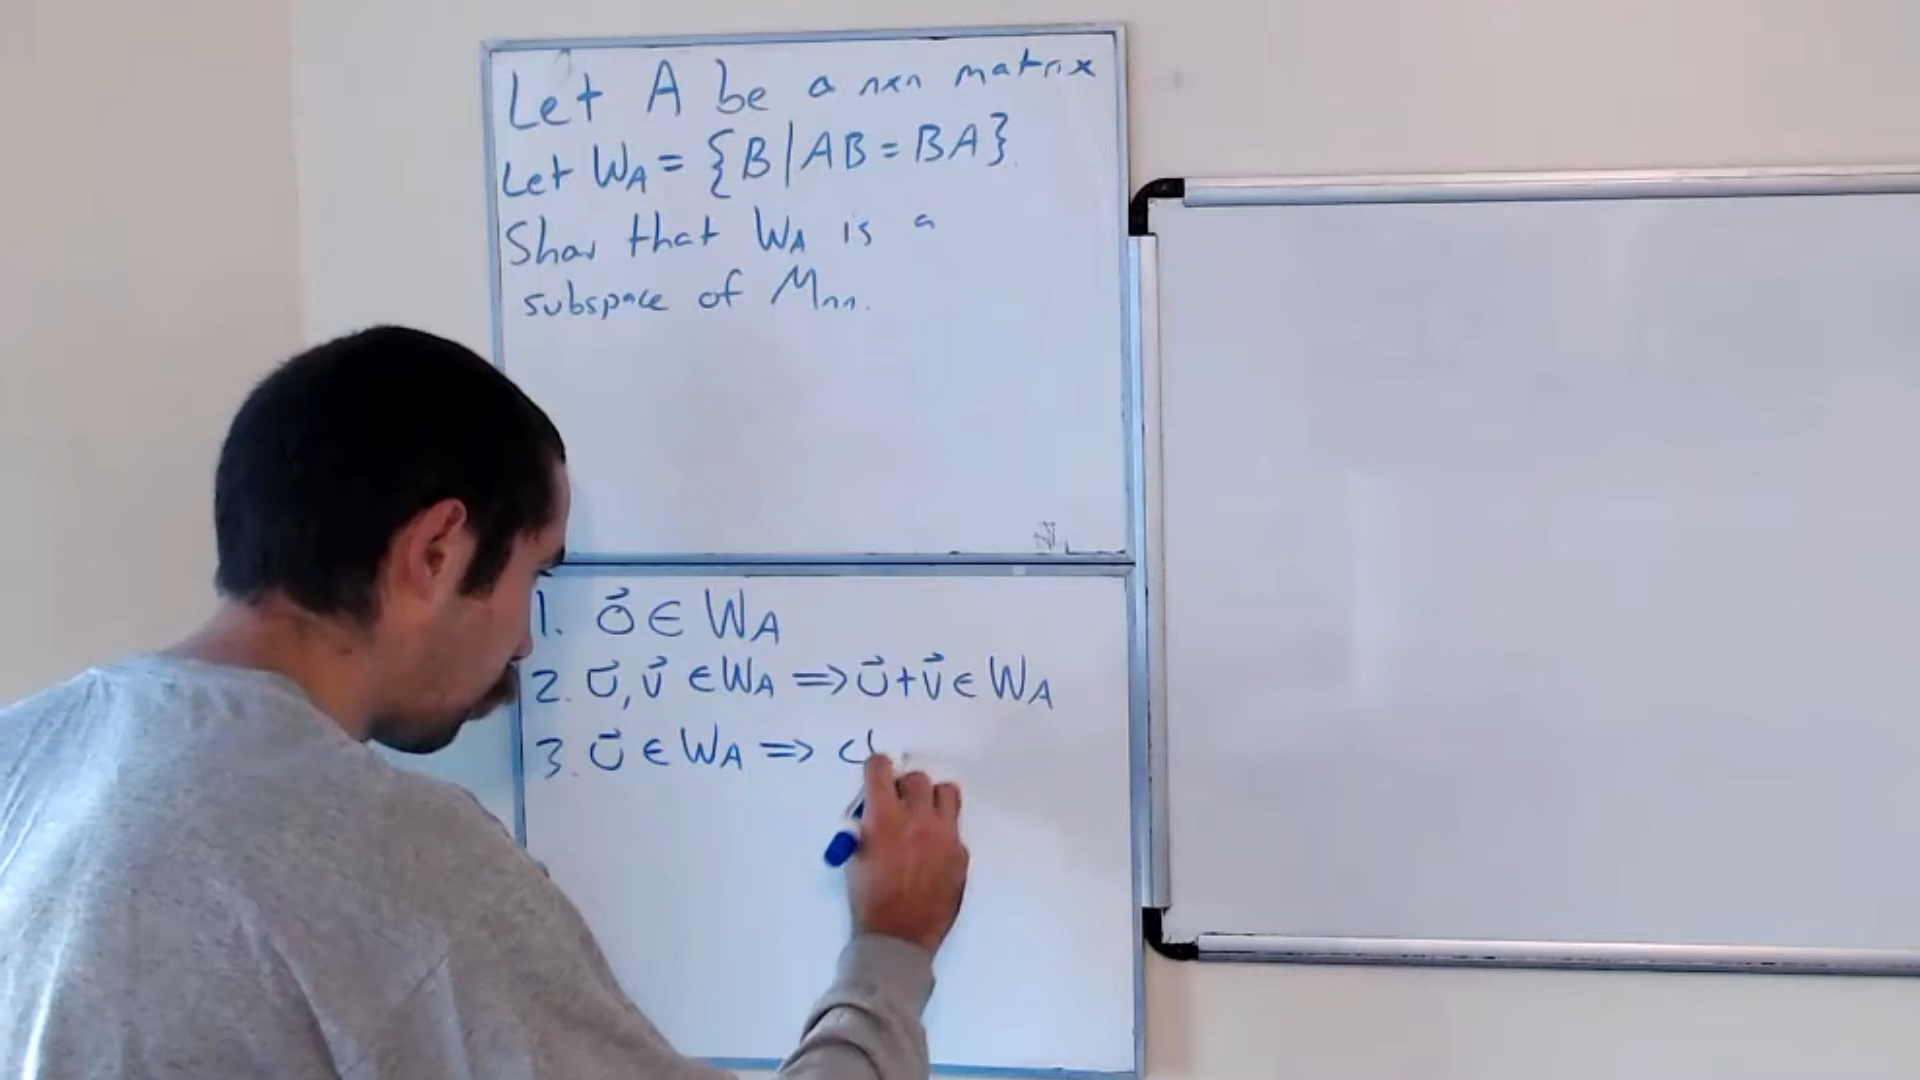 Let A be a nxn matrix
Let W_A = {B | AB = BA}.
Show that W_A is a
subspace of M_nn.
1. 0⃗ ∈ W_A
2. u⃗, v⃗ ∈ W_A ⟹ u⃗ + v⃗ ∈ W_A
3. u⃗ ∈ W_A ⟹ c